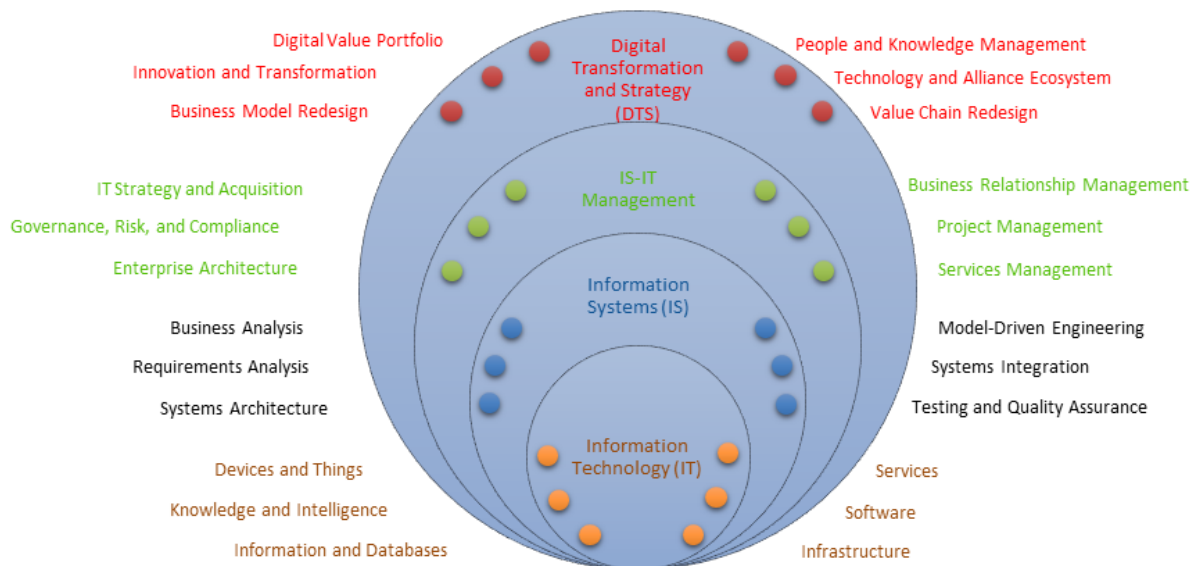 Digital Value Portfolio
Innovation and Transformation
Business Model Redesign
Digital
Transformation
and Strategy
(DTS)
People and Knowledge Management
Technology and Alliance Ecosystem
Value Chain Redesign
IT Strategy and Acquisition
Governance, Risk, and Compliance
Enterprise Architecture
IS-IT
Management
Business Relationship Management
Project Management
Services Management
Business Analysis
Requirements Analysis
Systems Architecture
Information
Systems (IS)
Model-Driven Engineering
Systems Integration
Testing and Quality Assurance
Devices and Things
Knowledge and Intelligence
Information and Databases
Information
Technology (IT)
Services
Software
Infrastructure